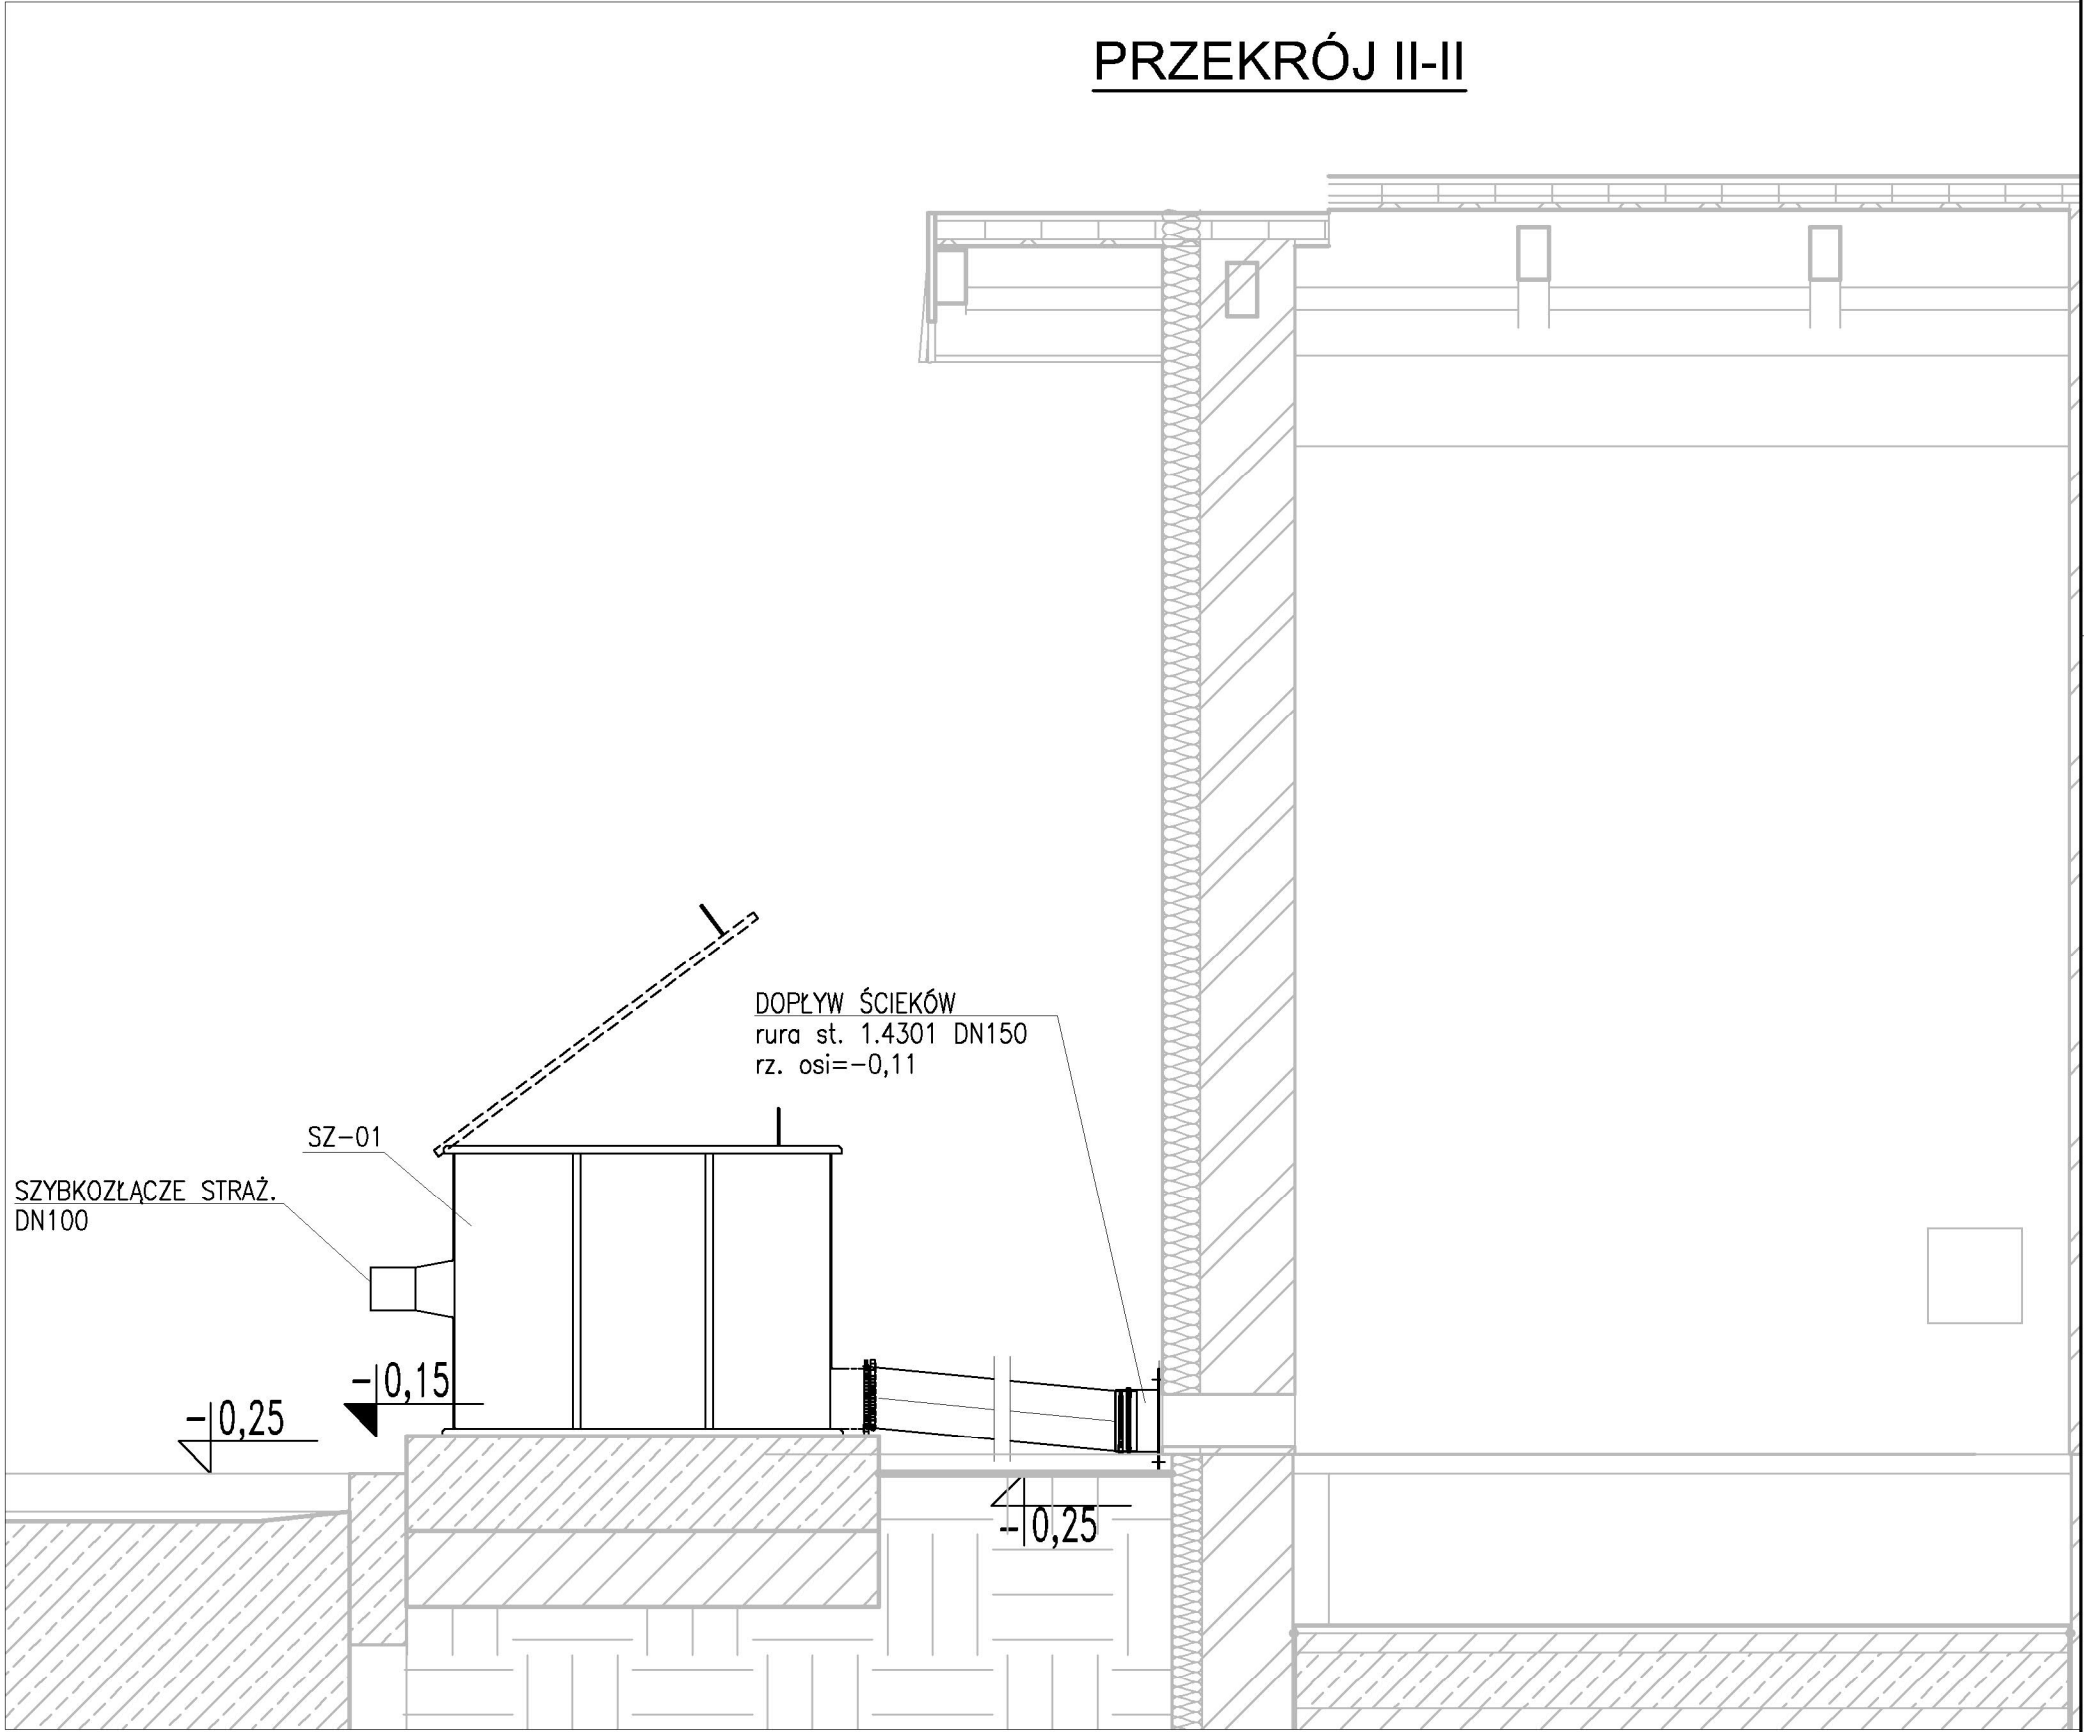 PRZEKRÓJ II-II
DOPŁYW ŚCIEKÓW
rura st. 1.4301 DN150
rz. osi=-0,11
SZ-01
SZYBKOZŁĄCZE STRAŻ.
DN100
-0,15
-0,25
-0,25